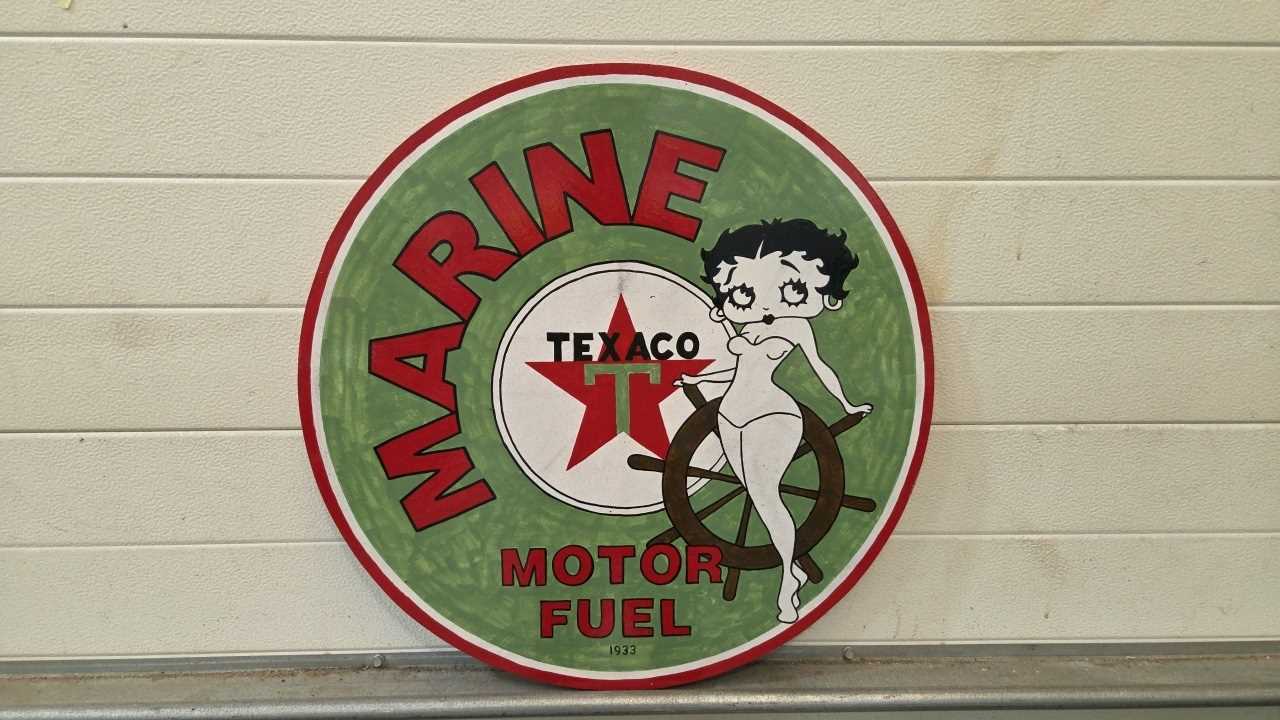 MARINE
TEXACO
T
MOTOR
FUEL
1933